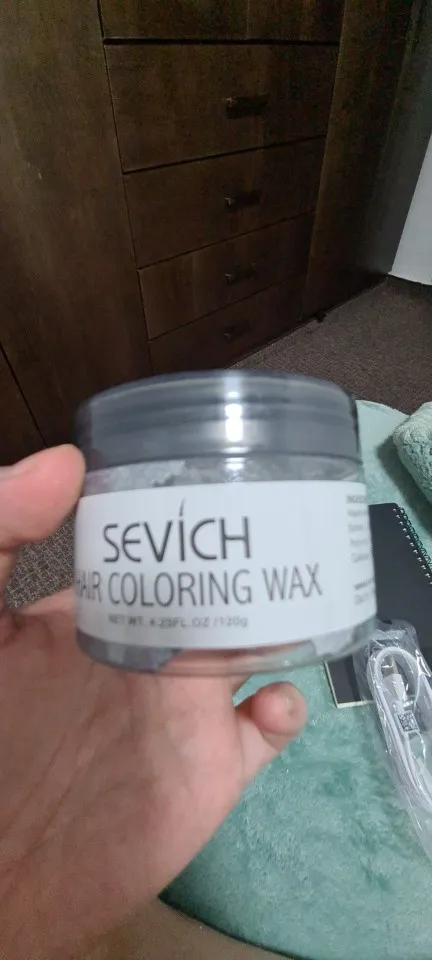 SEVICH
HAIR COLORING WAX
NET WT. 4.23FL.OZ /120g